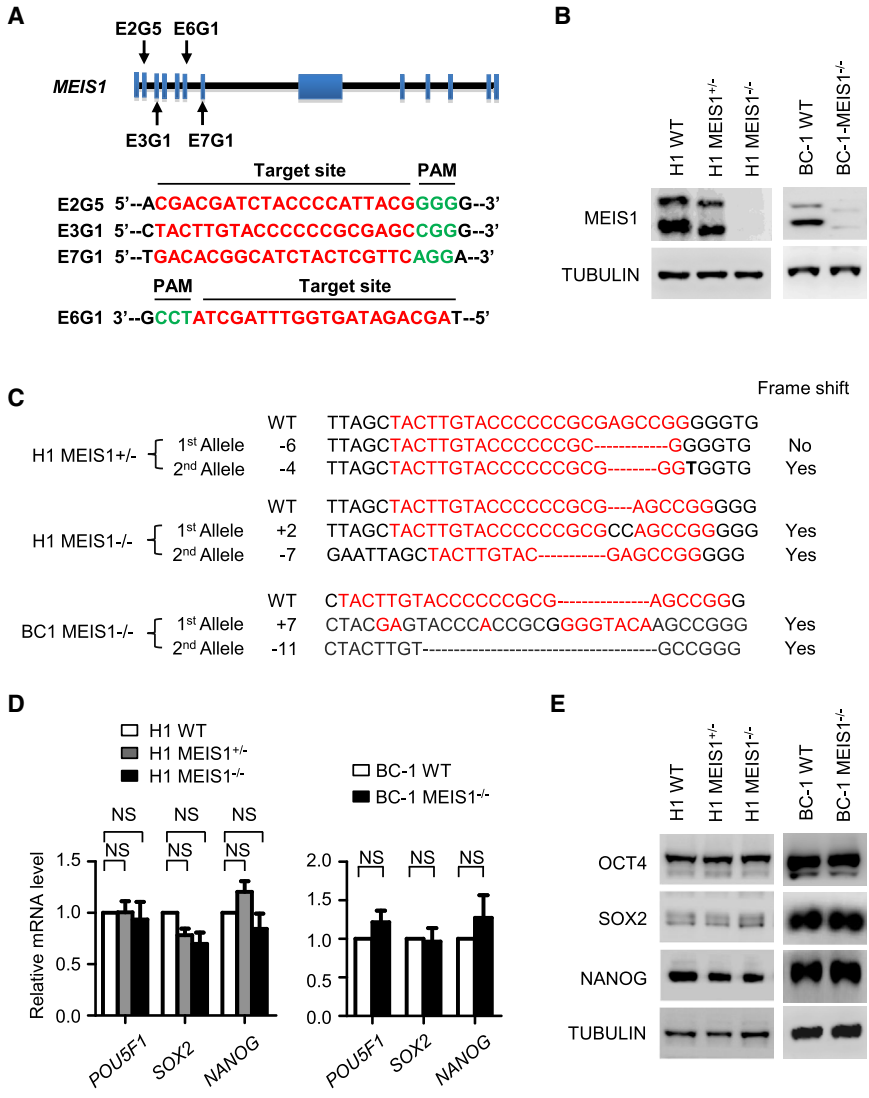 A
E2G5 E6G1
MEIS1
E3G1 E7G1
Target site PAM
E2G5 5’--ACGACGATCTACCCCATTACGGGGG--3’
E3G1 5’--CTACTTGTACCCCCCGCGAGCCGGG--3’
E7G1 5’--TGACACGGCATCTACTCGTTCAGGA--3’
PAM Target site
E6G1 3’--GCCTATCGATTTGGTGATAGACGAT--5’
B
H1 WT
H1 MEIS1+/-
H1 MEIS1-/-
BC-1 WT
BC-1-MEIS1-/-
MEIS1
TUBULIN
C
Frame shift
WT TTAGCTACTTGTACCCCCCGCGAGCCGGGGGTG
H1 MEIS1+/-
1st Allele -6 TTAGCTACTTGTACCCCCCGC------------GGGGTG No
2nd Allele -4 TTAGCTACTTGTACCCCCCGCG--------GGTGGTG Yes
WT TTAGCTACTTGTACCCCCCGCG----AGCCGGGGG
H1 MEIS1-/-
1st Allele +2 TTAGCTACTTGTACCCCCCGCGCCAGCCGGGGG Yes
2nd Allele -7 GAATTAGCTACTTGTAC-----------GAGCCGGGGG Yes
WT CTACTTGTACCCCCCGCG---------------AGCCGGG
BC1 MEIS1-/-
1st Allele +7 CTACGAGTACCCACCGCGGGGTACAAGCCGGG Yes
2nd Allele -11 CTACTTGT--------------------------------------GCCGGG Yes
D
H1 WT
H1 MEIS1+/-
H1 MEIS1-/-
NS NS NS
NS NS NS
Relative mRNA level
1.5
1.0
0.5
0.0
POU5F1 SOX2 NANOG
BC-1 WT
BC-1 MEIS1-/-
NS NS NS
2.0
1.5
1.0
0.5
0.0
POU5F1 SOX2 NANOG
E
H1 WT
H1 MEIS1+/-
H1 MEIS1-/-
BC-1 WT
BC-1 MEIS1-/-
OCT4
SOX2
NANOG
TUBULIN